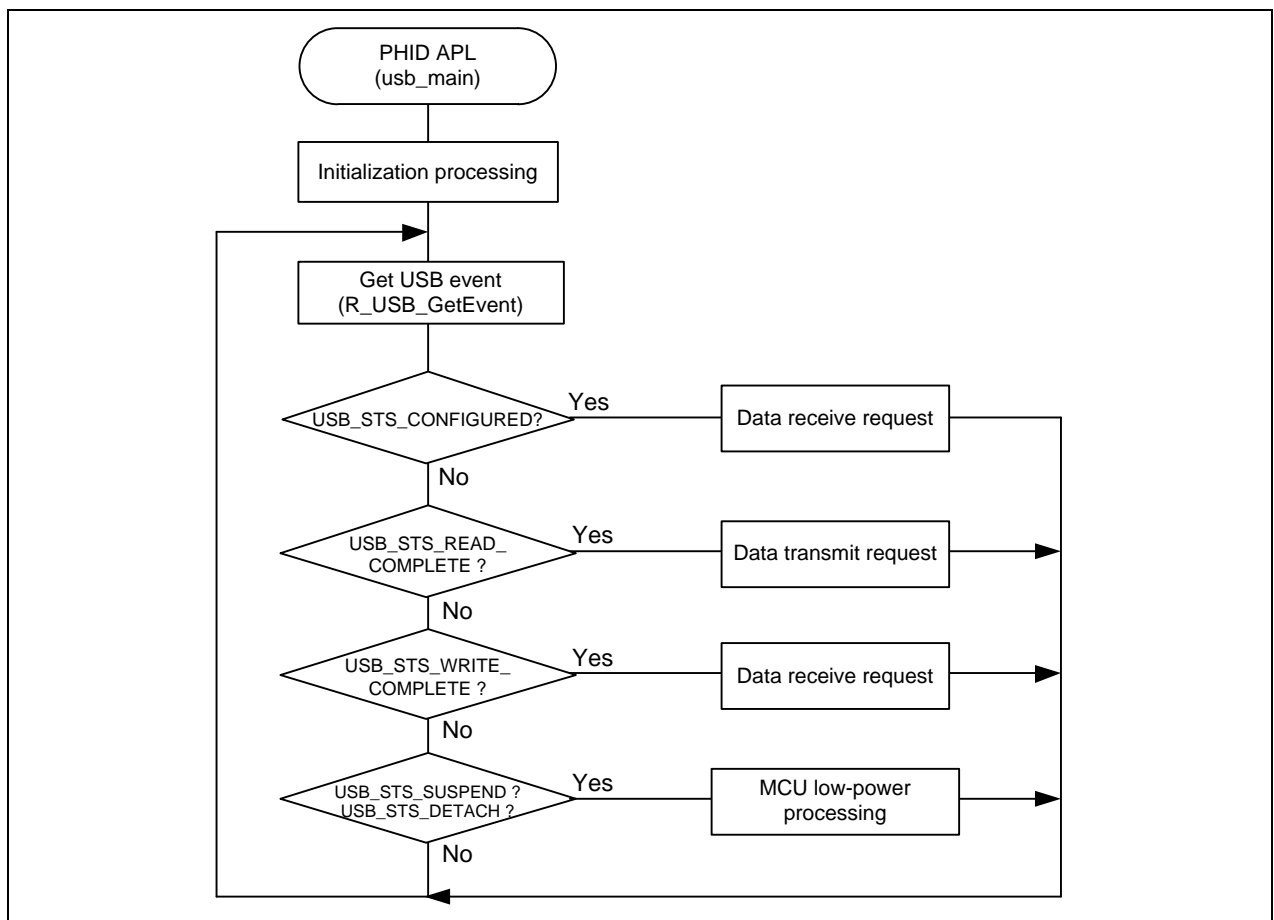 PHID APL
(usb_main)
Initialization processing
Get USB event
(R_USB_GetEvent)
USB_STS_CONFIGURED?
Yes
Data receive request
No
USB_STS_READ_
COMPLETE ?
Yes
Data transmit request
No
USB_STS_WRITE_
COMPLETE ?
Yes
Data receive request
No
USB_STS_SUSPEND ?
USB_STS_DETACH ?
Yes
MCU low-power
processing
No